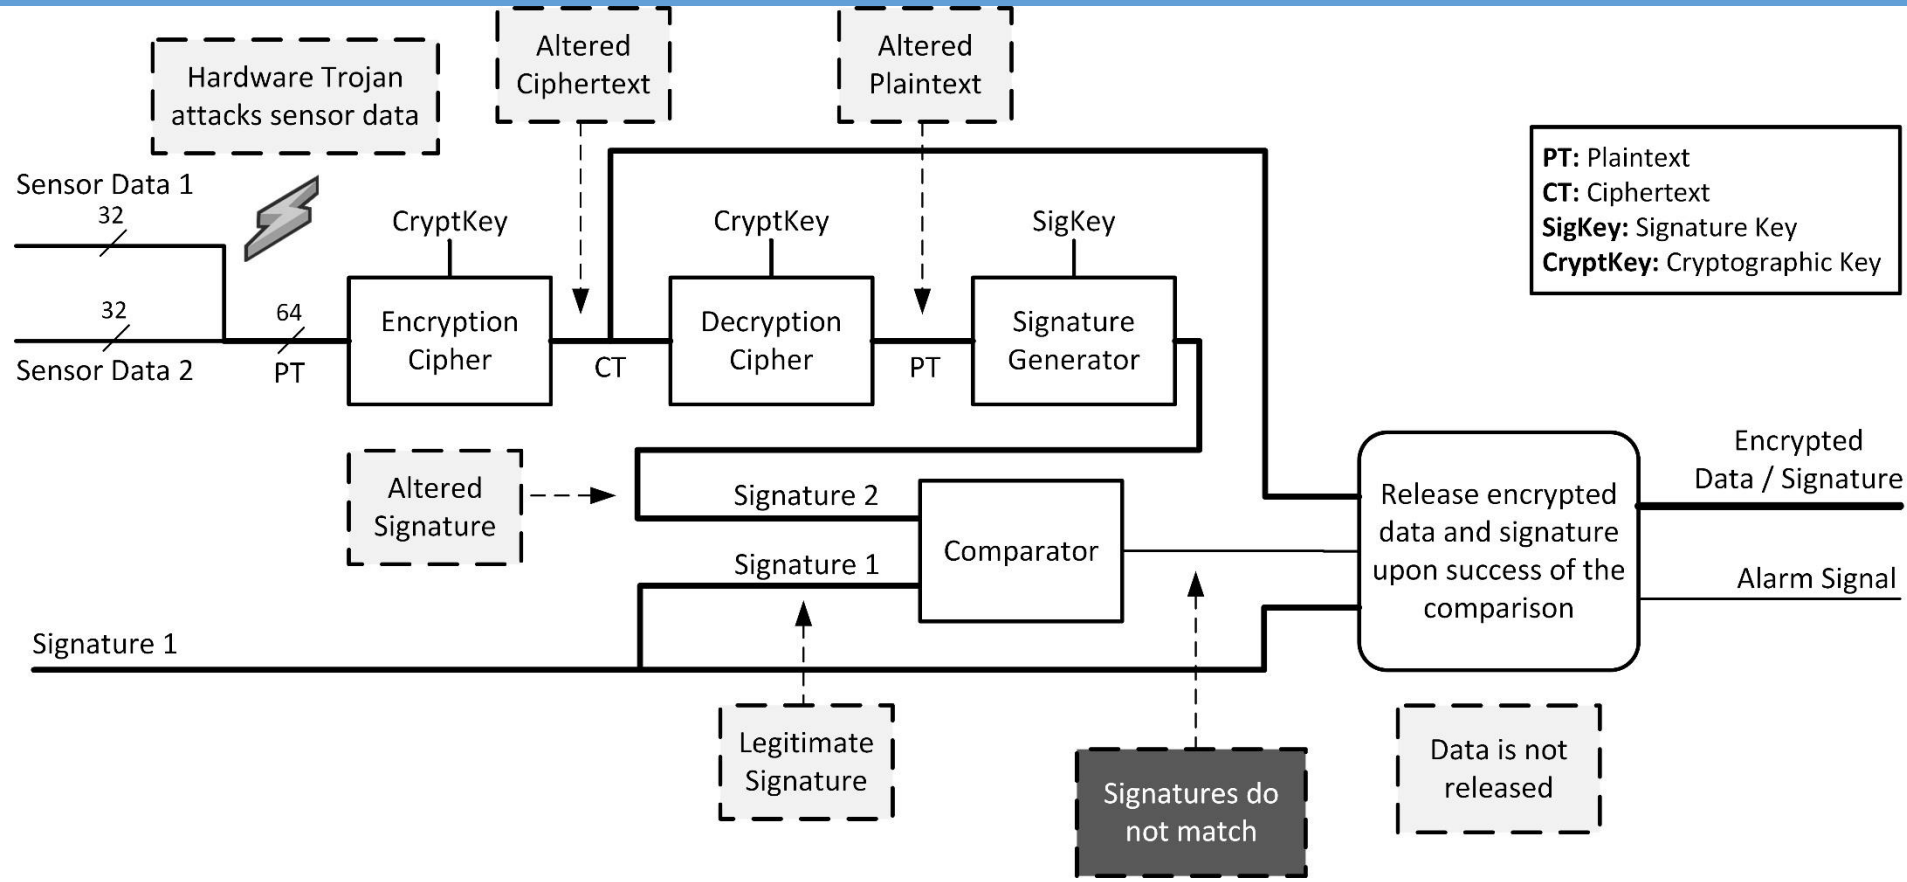 Hardware Trojan
attacks sensor data
Altered
Ciphertext
Altered
Plaintext
PT: Plaintext
CT: Ciphertext
SigKey: Signature Key
CryptKey: Cryptographic Key
Sensor Data 1
32
CryptKey
CryptKey
SigKey
32
64
Sensor Data 2
PT
Encryption
Cipher
CT
Decryption
Cipher
PT
Signature
Generator
Altered
Signature
Signature 2
Signature 1
Comparator
Release encrypted
data and signature
upon success of the
comparison
Encrypted
Data / Signature
Alarm Signal
Signature 1
Legitimate
Signature
Signatures do
not match
Data is not
released